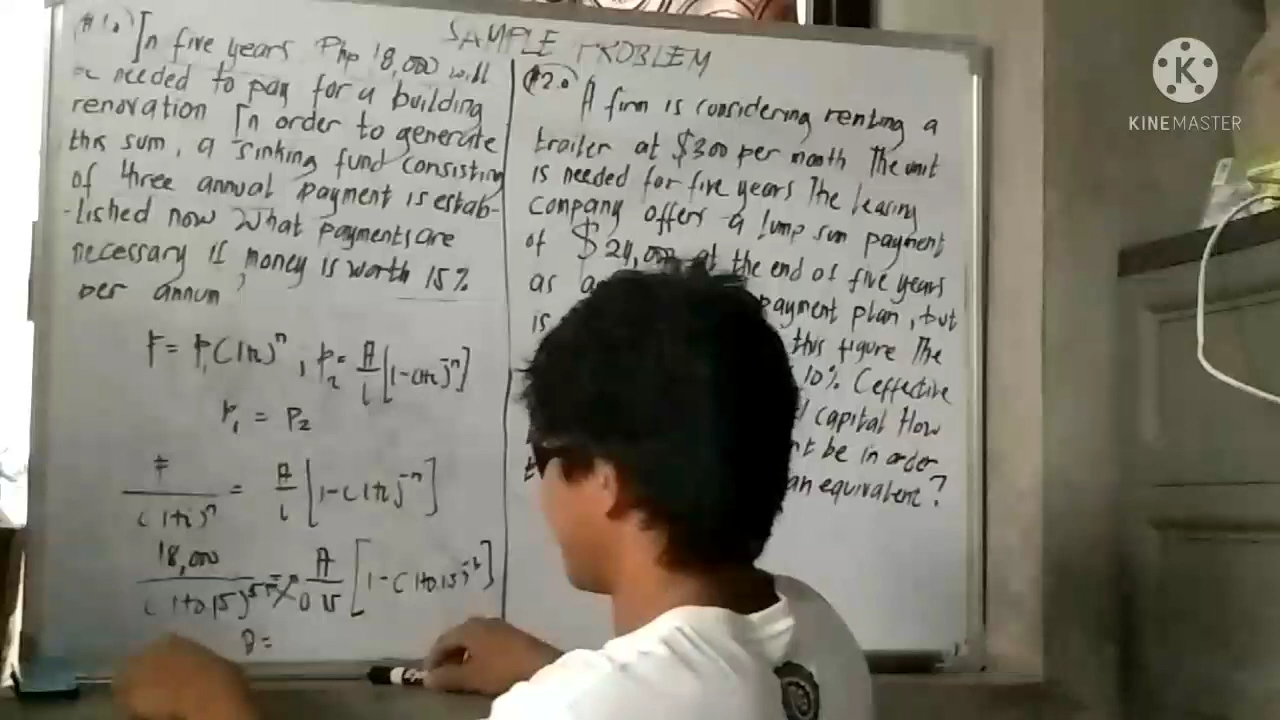 SAMPLE PROBLEM
#1. In five years Php 18,000 will
needed to pay for a building
renovation In order to generate
this sum, a sinking fund consisting
of three annual payment is estab-
-lished now What payments are
necessary if money is worth 15%
per annum?
F = P₁(1+i)ⁿ, P₂ = A/i [1-(1+i)⁻ⁿ]
P₁ = P₂
F/(1+i)ⁿ = A/i [1-(1+i)⁻ⁿ]
18,000/(1+0.15)⁵ = A/0.15 [1-(1+0.15)⁻³]
#2. A firm is considering renting a
trailer at $300 per month The unit
is needed for five years The leasing
company offers a lump sum payment
of $24,000 at the end of five years
as payment plan, but
is this figure The
10% (effective
capital How
be in order
an equivalent?
K
KINEMASTER